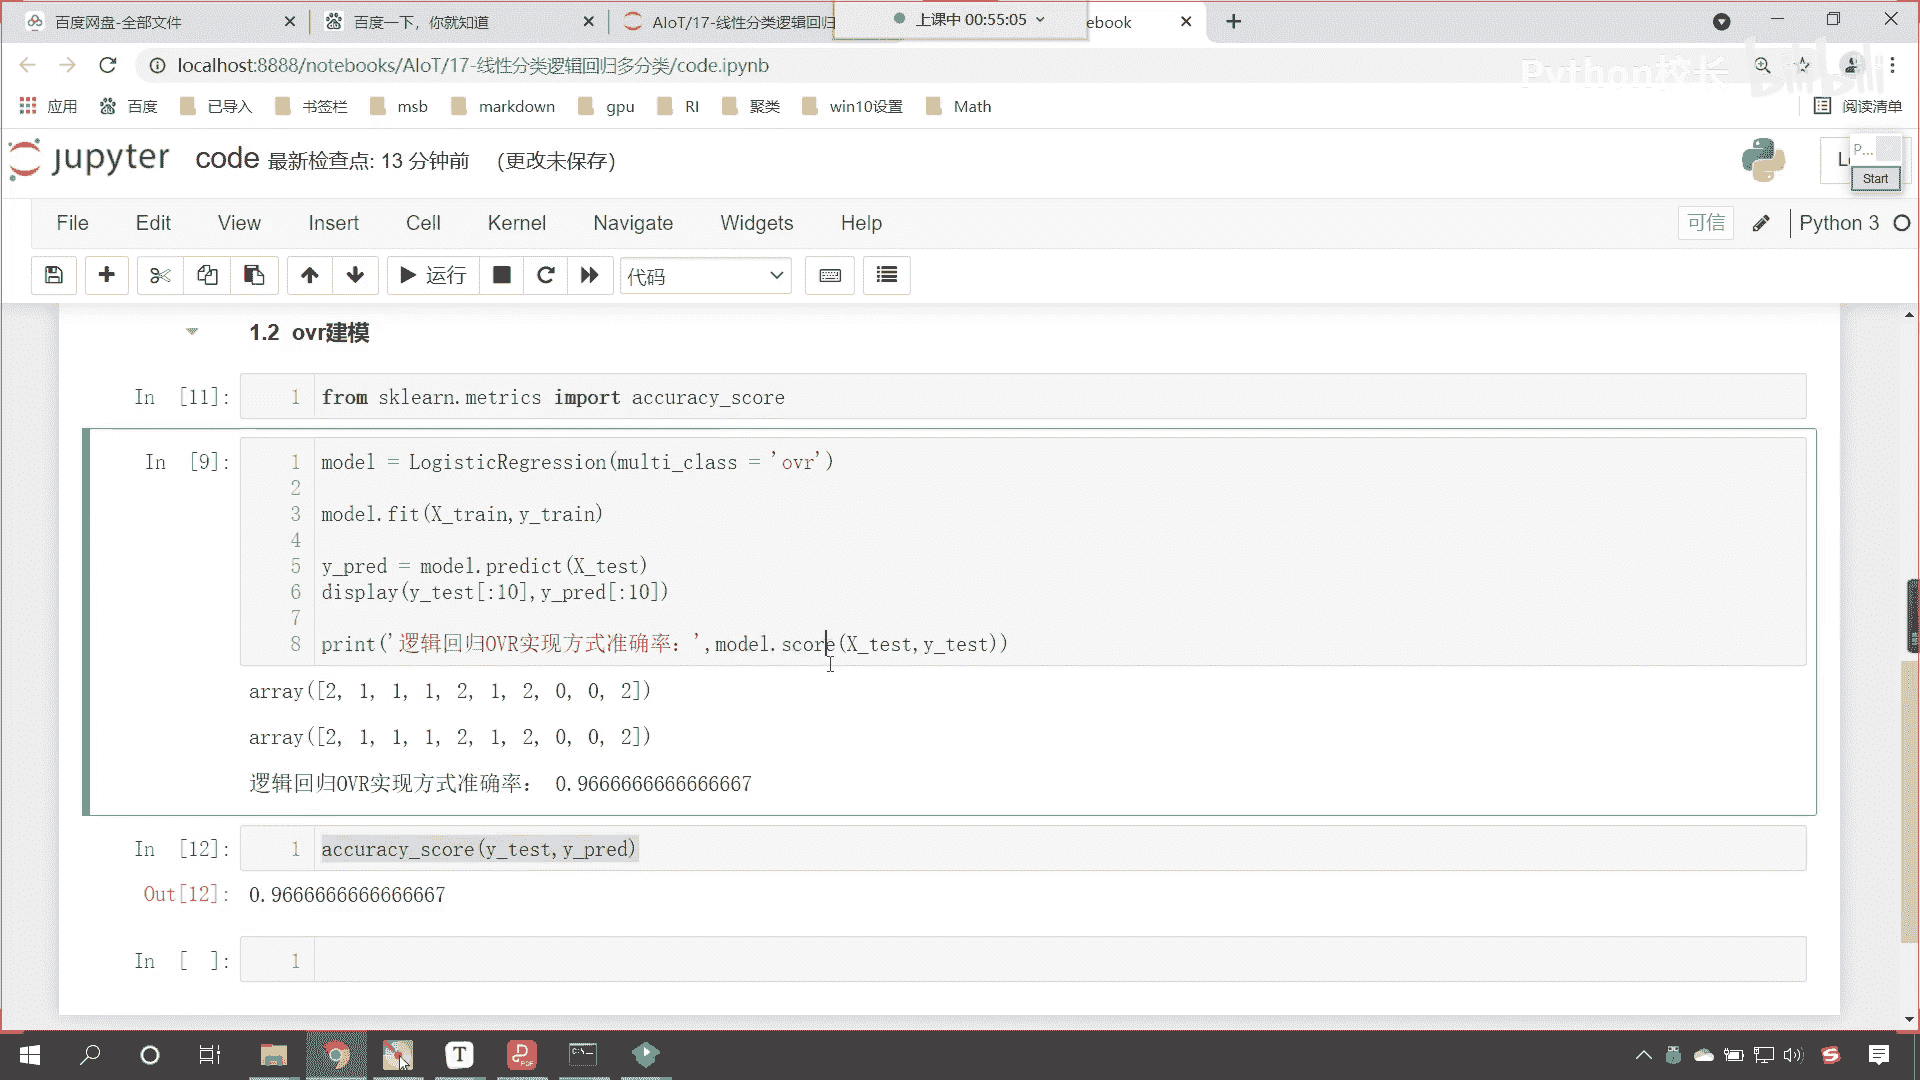 百度网盘-全部文件
百度一下，你就知道
AIoT/17-线性分类逻辑回归
上课中 00:55:05
ebook
localhost:8888/notebooks/AIoT/17-线性分类逻辑回归多分类/code.ipynb
Python校长
bilibili
应用 百度 已导入 书签栏 msb markdown gpu RI 聚类 win10设置 Math 阅读清单
jupyter code 最新检查点: 13 分钟前 (更改未保存)
P...
Start
File Edit View Insert Cell Kernel Navigate Widgets Help 可信 Python 3
运行 代码
1.2 ovr建模
In [11]: 1 from sklearn.metrics import accuracy_score
In [9]: 1 model = LogisticRegression(multi_class = 'ovr')
2
3 model.fit(X_train,y_train)
4
5 y_pred = model.predict(X_test)
6 display(y_test[:10],y_pred[:10])
7
8 print('逻辑回归OVR实现方式准确率：',model.score(X_test,y_test))
array([2, 1, 1, 1, 2, 1, 2, 0, 0, 2])
array([2, 1, 1, 1, 2, 1, 2, 0, 0, 2])
逻辑回归OVR实现方式准确率： 0.9666666666666667
In [12]: 1 accuracy_score(y_test,y_pred)
Out[12]: 0.9666666666666667
In [ ]: 1